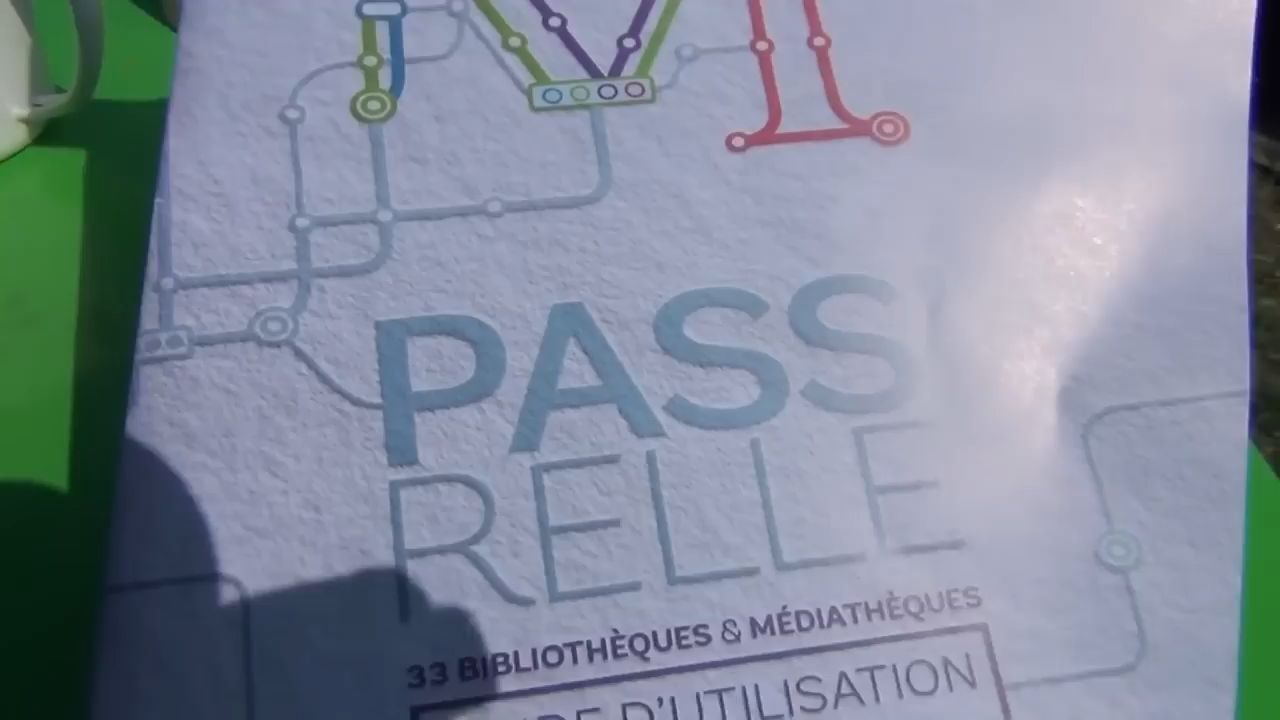 PASS
RELLE
33 BIBLIOTHÈQUES & MÉDIATHÈQUES
D'UTILISATION